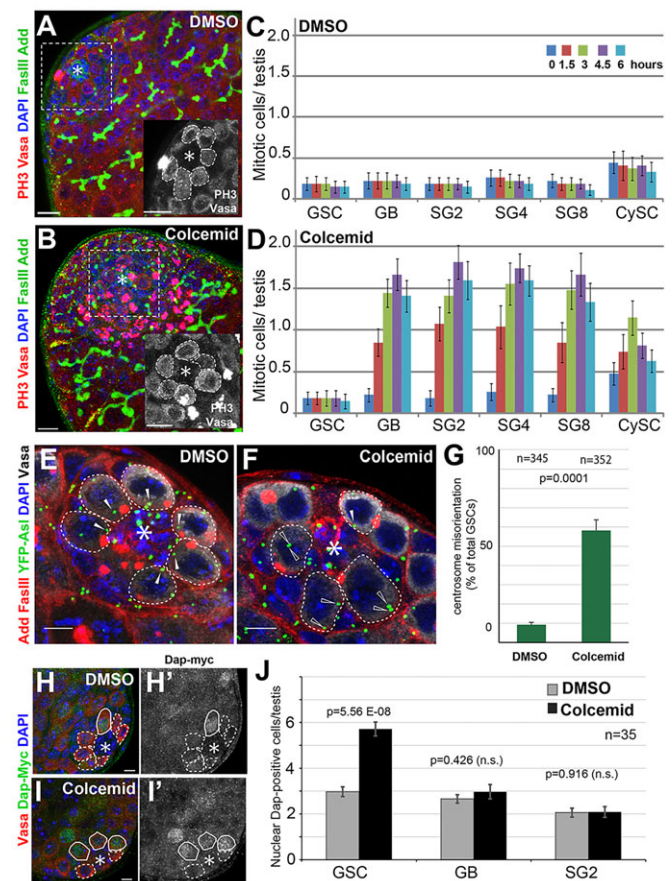 A
DMSO
PH3 Vasa DAPI FasIII Add
*
PH3
Vasa
B
Colcemid
PH3 Vasa DAPI FasIII Add
*
PH3
Vasa
C
DMSO
Mitotic cells/ testis
2.0
1.5
1.0
0.5
0
0 1.5 3 4.5 6 hours
GSC GB SG2 SG4 SG8 CySC
D
Colcemid
Mitotic cells/ testis
2.0
1.5
1.0
0.5
0
GSC GB SG2 SG4 SG8 CySC
E
DMSO
Add FasIII YFP-Asl DAPI Vasa
*
F
Colcemid
*
G
n=345 n=352
p=0.0001
centrosome misorientation
(% of total GSCs)
50
0
DMSO Colcemid
Dap-myc
H
DMSO
H'
*
I
Colcemid
I'
*
Vasa Dap-Myc DAPI
J
DMSO
Colcemid
n=35
Nuclear Dap-positive cells/testis
6
4
2
0
p=5.56 E-08
p=0.426 (n.s.)
p=0.916 (n.s.)
GSC GB SG2